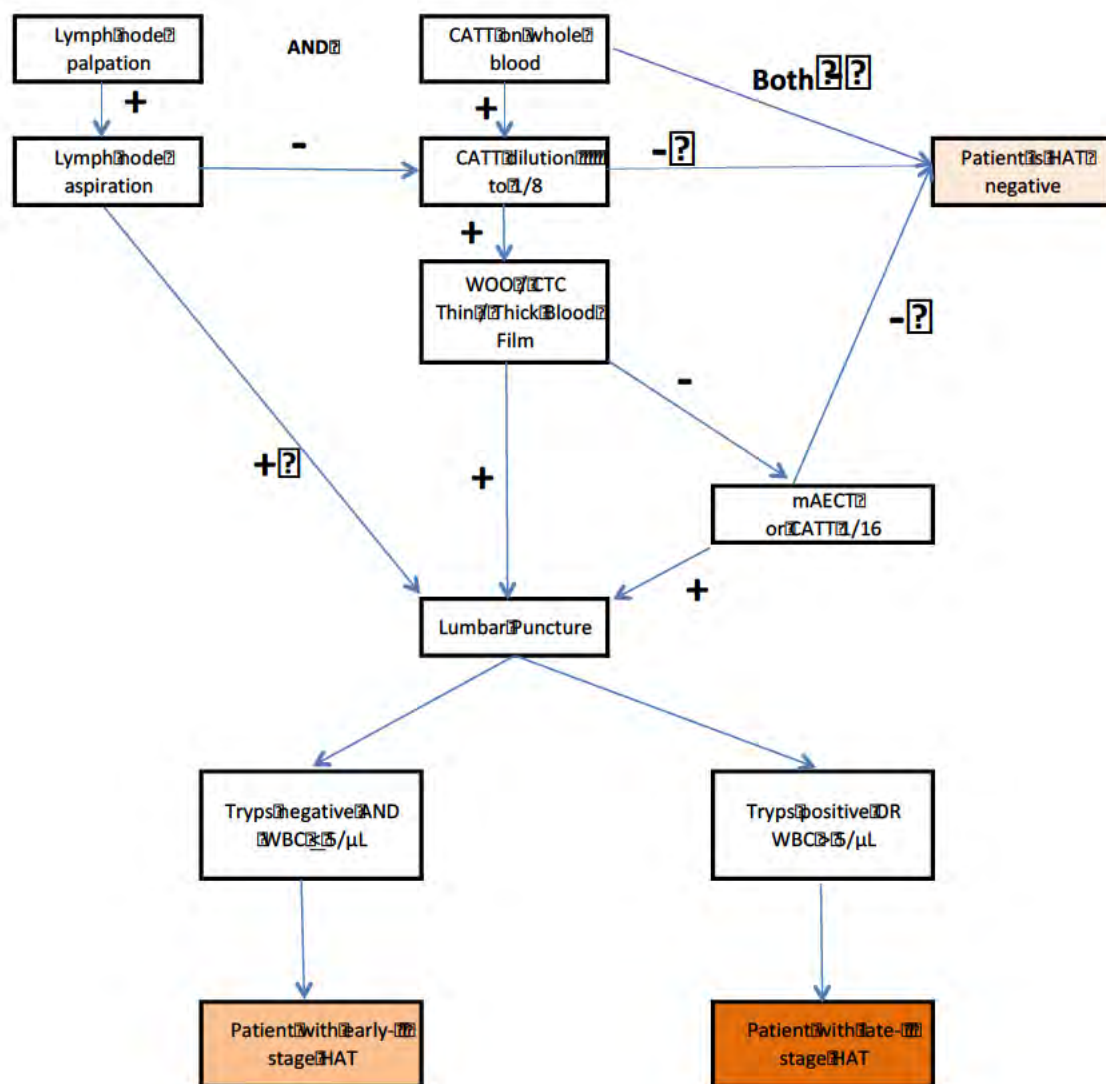 Lymph node
palpation
AND
CATT on whole
blood
Both -
+
+
Lymph node
aspiration
-
CATT dilution
to 1/8
-
Patient is HAT
negative
+
WOO / CTC
Thin / Thick Blood
Film
-
-
+
+
mAECT
or CATT 1/16
+
Lumbar Puncture
Tryps negative AND
WBC ≤ 5/µL
Tryps positive OR
WBC > 5/µL
Patient with early-
stage HAT
Patient with late-
stage HAT